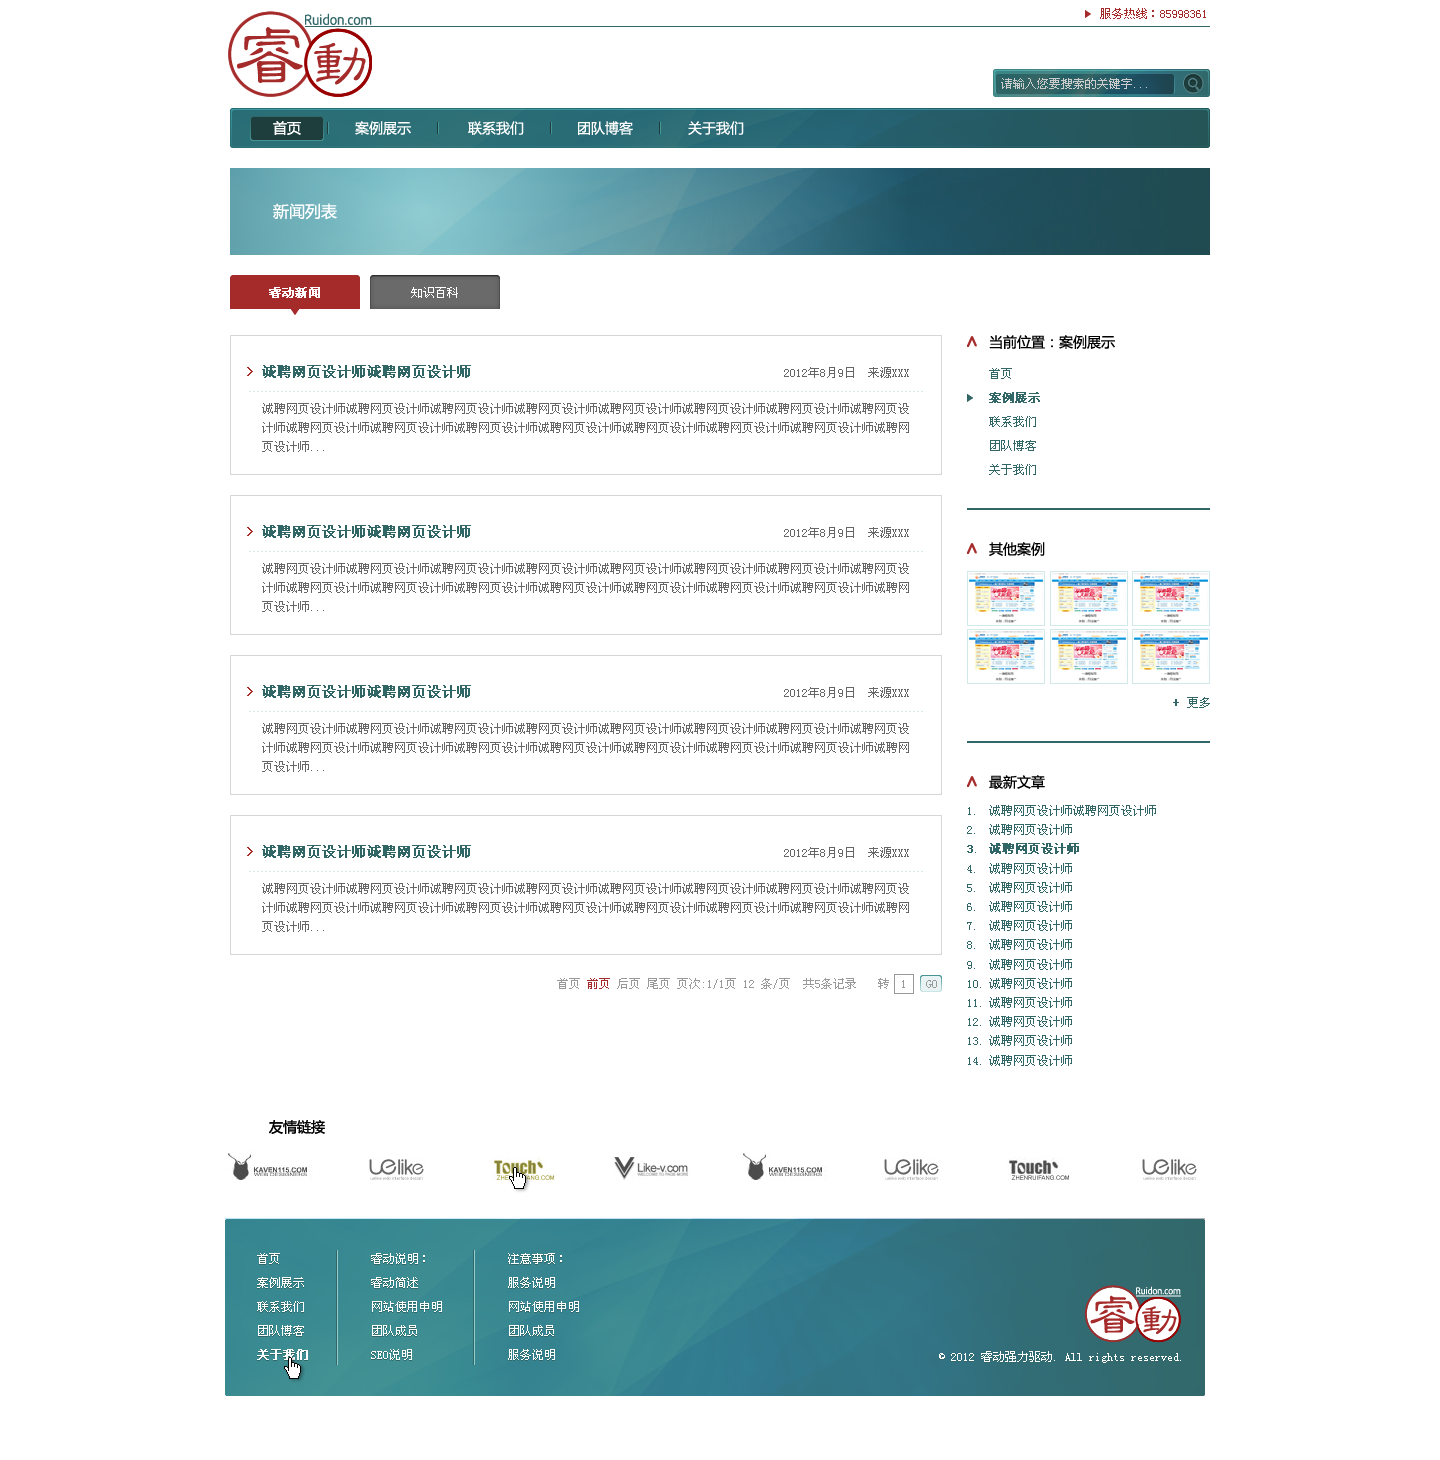 Ruidon.com
睿動
服务热线：85998361
请输入您要搜索的关键字...
首页 案例展示 联系我们 团队博客 关于我们
新闻列表
睿动新闻 知识百科
诚聘网页设计师诚聘网页设计师 2012年8月9日 来源XXX
诚聘网页设计师诚聘网页设计师诚聘网页设计师诚聘网页设计师诚聘网页设计师诚聘网页设计师诚聘网页设计师诚聘网页设
计师诚聘网页设计师诚聘网页设计师诚聘网页设计师诚聘网页设计师诚聘网页设计师诚聘网页设计师诚聘网页设计师诚聘网
页设计师...
诚聘网页设计师诚聘网页设计师 2012年8月9日 来源XXX
诚聘网页设计师诚聘网页设计师诚聘网页设计师诚聘网页设计师诚聘网页设计师诚聘网页设计师诚聘网页设计师诚聘网页设
计师诚聘网页设计师诚聘网页设计师诚聘网页设计师诚聘网页设计师诚聘网页设计师诚聘网页设计师诚聘网页设计师诚聘网
页设计师...
诚聘网页设计师诚聘网页设计师 2012年8月9日 来源XXX
诚聘网页设计师诚聘网页设计师诚聘网页设计师诚聘网页设计师诚聘网页设计师诚聘网页设计师诚聘网页设计师诚聘网页设
计师诚聘网页设计师诚聘网页设计师诚聘网页设计师诚聘网页设计师诚聘网页设计师诚聘网页设计师诚聘网页设计师诚聘网
页设计师...
诚聘网页设计师诚聘网页设计师 2012年8月9日 来源XXX
诚聘网页设计师诚聘网页设计师诚聘网页设计师诚聘网页设计师诚聘网页设计师诚聘网页设计师诚聘网页设计师诚聘网页设
计师诚聘网页设计师诚聘网页设计师诚聘网页设计师诚聘网页设计师诚聘网页设计师诚聘网页设计师诚聘网页设计师诚聘网
页设计师...
首页 前页 后页 尾页 页次:1/1页 12 条/页 共5条记录 转 1 GO
当前位置：案例展示
首页
案例展示
联系我们
团队博客
关于我们
其他案例
+ 更多
最新文章
1. 诚聘网页设计师诚聘网页设计师
2. 诚聘网页设计师
3. 诚聘网页设计师
4. 诚聘网页设计师
5. 诚聘网页设计师
6. 诚聘网页设计师
7. 诚聘网页设计师
8. 诚聘网页设计师
9. 诚聘网页设计师
10. 诚聘网页设计师
11. 诚聘网页设计师
12. 诚聘网页设计师
13. 诚聘网页设计师
14. 诚聘网页设计师
友情链接
KAVEN115.COM uelike Touch Like-v.com KAVEN115.COM uelike Touch uelike
ZHENRUIFANG.COM
首页
案例展示
联系我们
团队博客
关于我们
睿动说明：
睿动简述
网站使用申明
团队成员
SEO说明
注意事项：
服务说明
网站使用申明
团队成员
服务说明
Ruidon.com
睿動
© 2012 睿动强力驱动. All rights reserved.